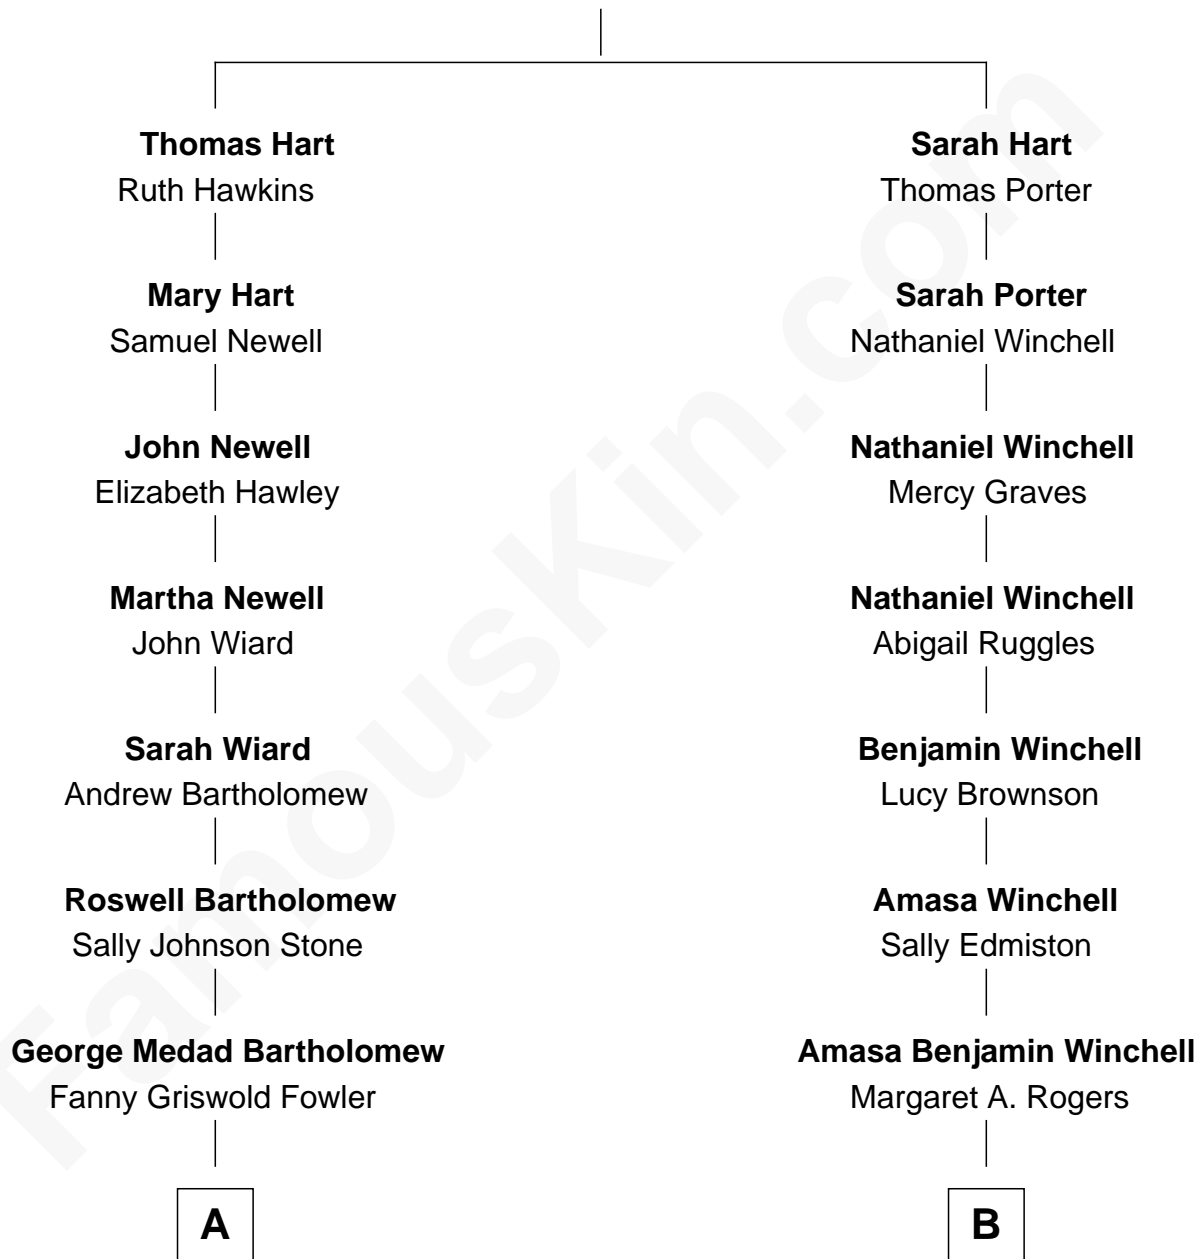 Thomas Hart
Ruth Hawkins
Sarah Hart
Thomas Porter
Mary Hart
Samuel Newell
Sarah Porter
Nathaniel Winchell
John Newell
Elizabeth Hawley
Nathaniel Winchell
Mercy Graves
Martha Newell
John Wiard
Nathaniel Winchell
Abigail Ruggles
Sarah Wiard
Andrew Bartholomew
Benjamin Winchell
Lucy Brownson
Roswell Bartholomew
Sally Johnson Stone
Amasa Winchell
Sally Edmiston
George Medad Bartholomew
Fanny Griswold Fowler
Amasa Benjamin Winchell
Margaret A. Rogers
A
B
FamousKin.com